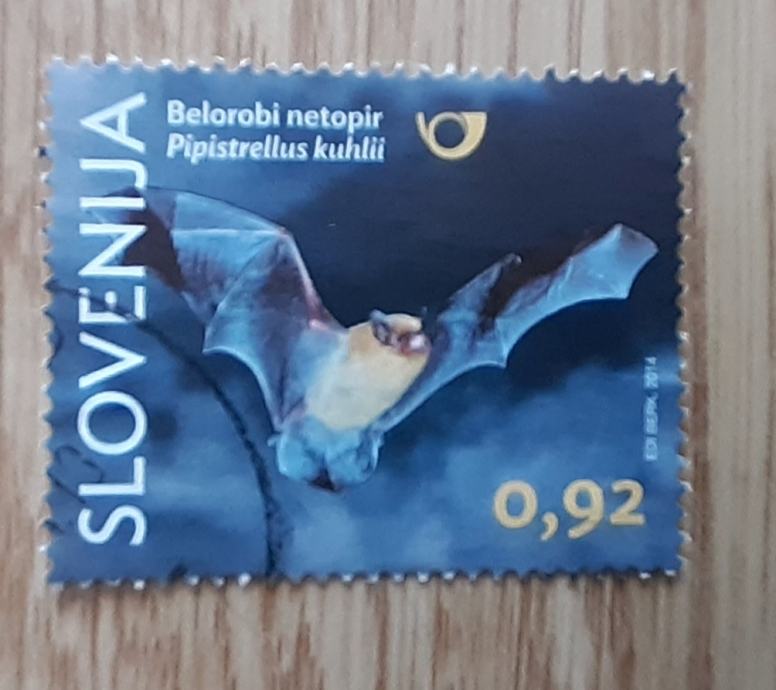 SLOVENIJA
Belorobi netopir
Pipistrellus kuhlii
EDI BERK, 2014
0,92